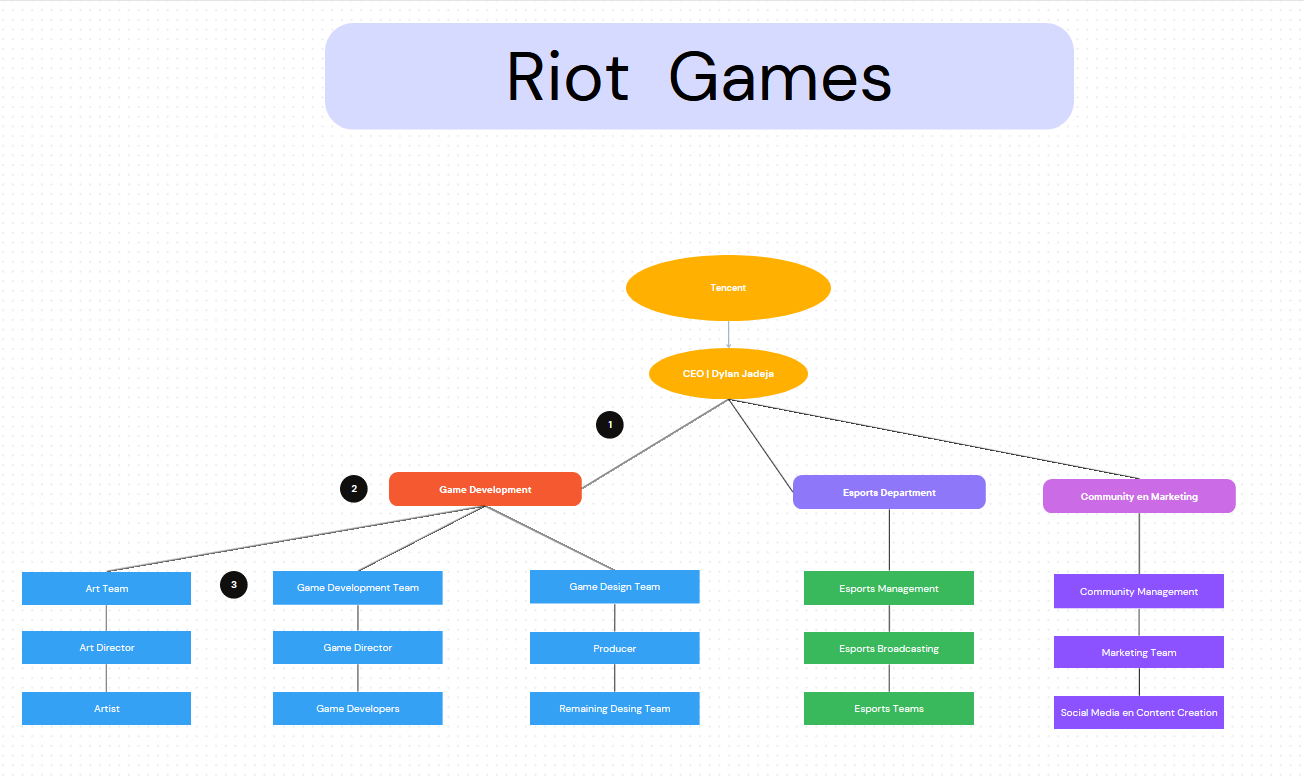 Riot Games
Tencent
CEO | Dylan Jadeja
1
2
Game Development
Esports Department
Community en Marketing
Art Team
3
Game Development Team
Game Design Team
Esports Management
Community Management
Art Director
Game Director
Producer
Esports Broadcasting
Marketing Team
Artist
Game Developers
Remaining Desing Team
Esports Teams
Social Media en Content Creation